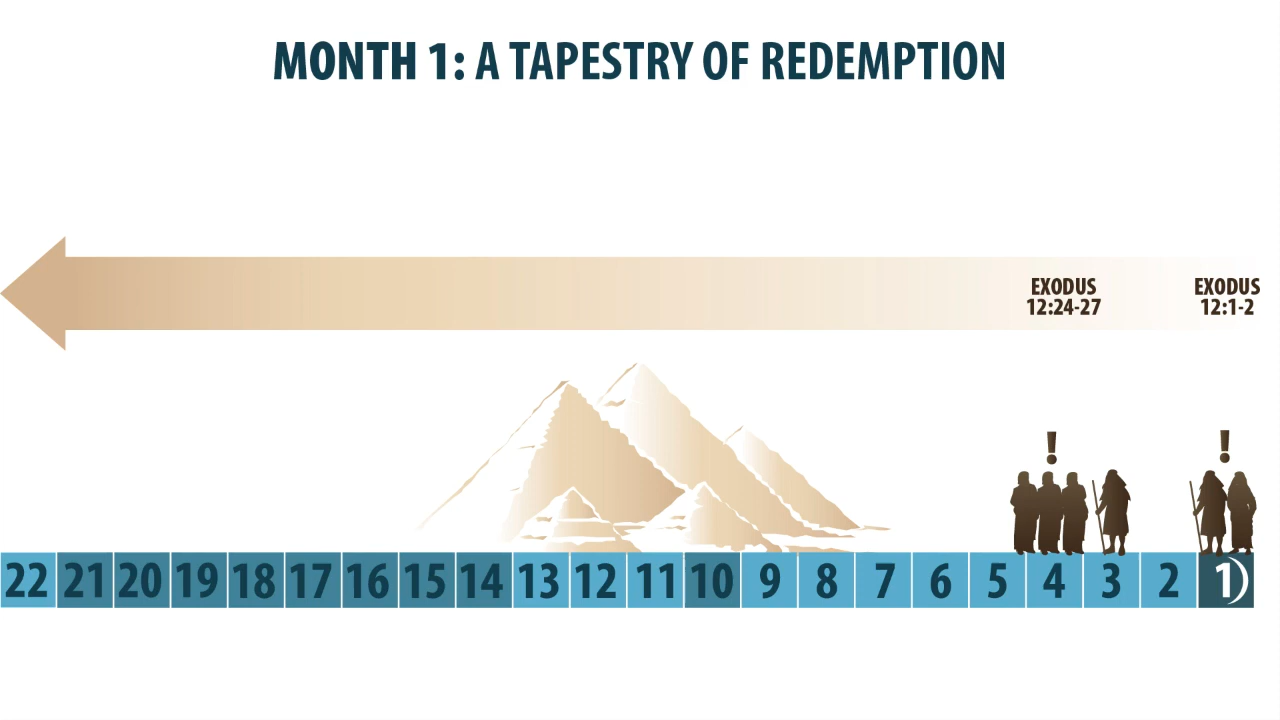 MONTH 1: A TAPESTRY OF REDEMPTION
EXODUS
12:24-27
EXODUS
12:1-2
!
!
22 21 20 19 18 17 16 15 14 13 12 11 10 9 8 7 6 5 4 3 2 1